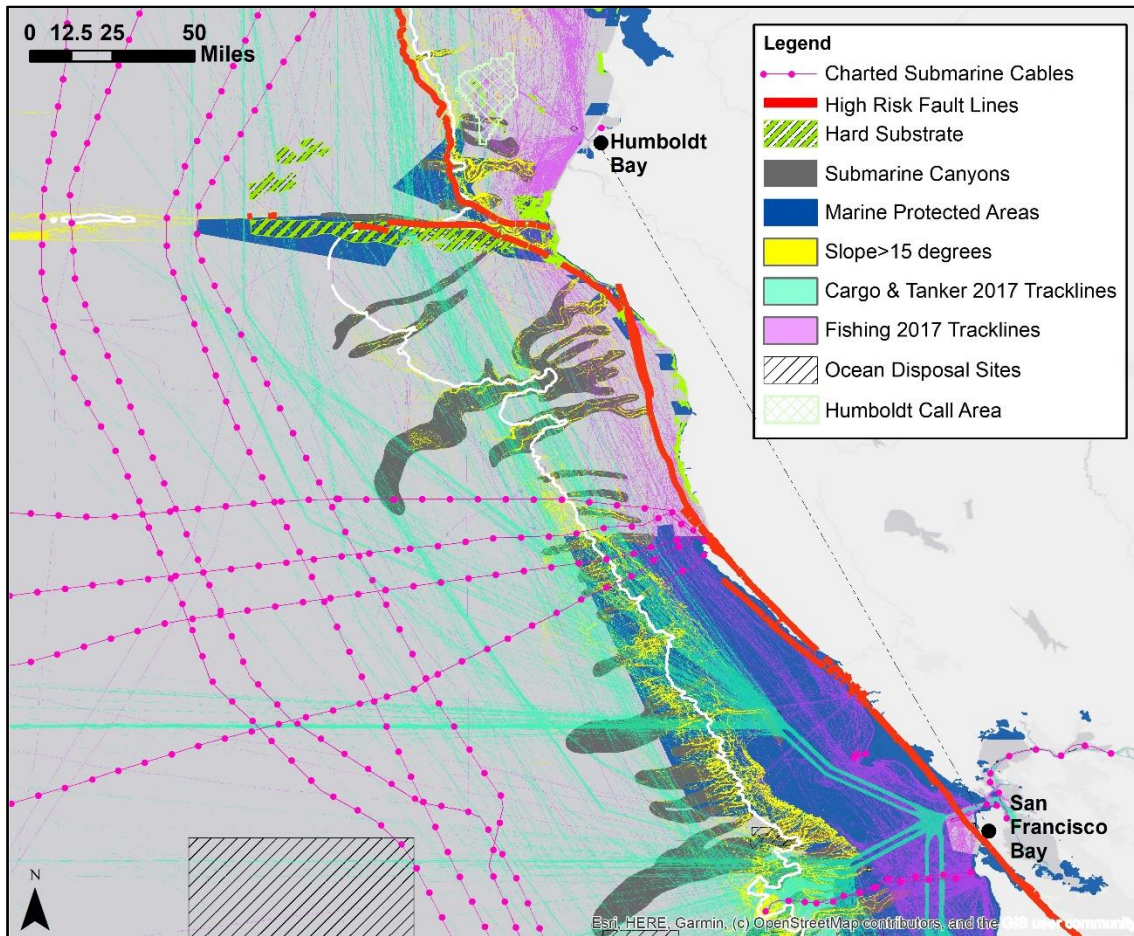 0 12.5 25 50
Miles
Legend
Charted Submarine Cables
High Risk Fault Lines
Hard Substrate
Submarine Canyons
Marine Protected Areas
Slope>15 degrees
Cargo & Tanker 2017 Tracklines
Fishing 2017 Tracklines
Ocean Disposal Sites
Humboldt Call Area
Humboldt
Bay
San
Francisco
Bay
N
Esri, HERE, Garmin, (c) OpenStreetMap contributors, and the GIS user community